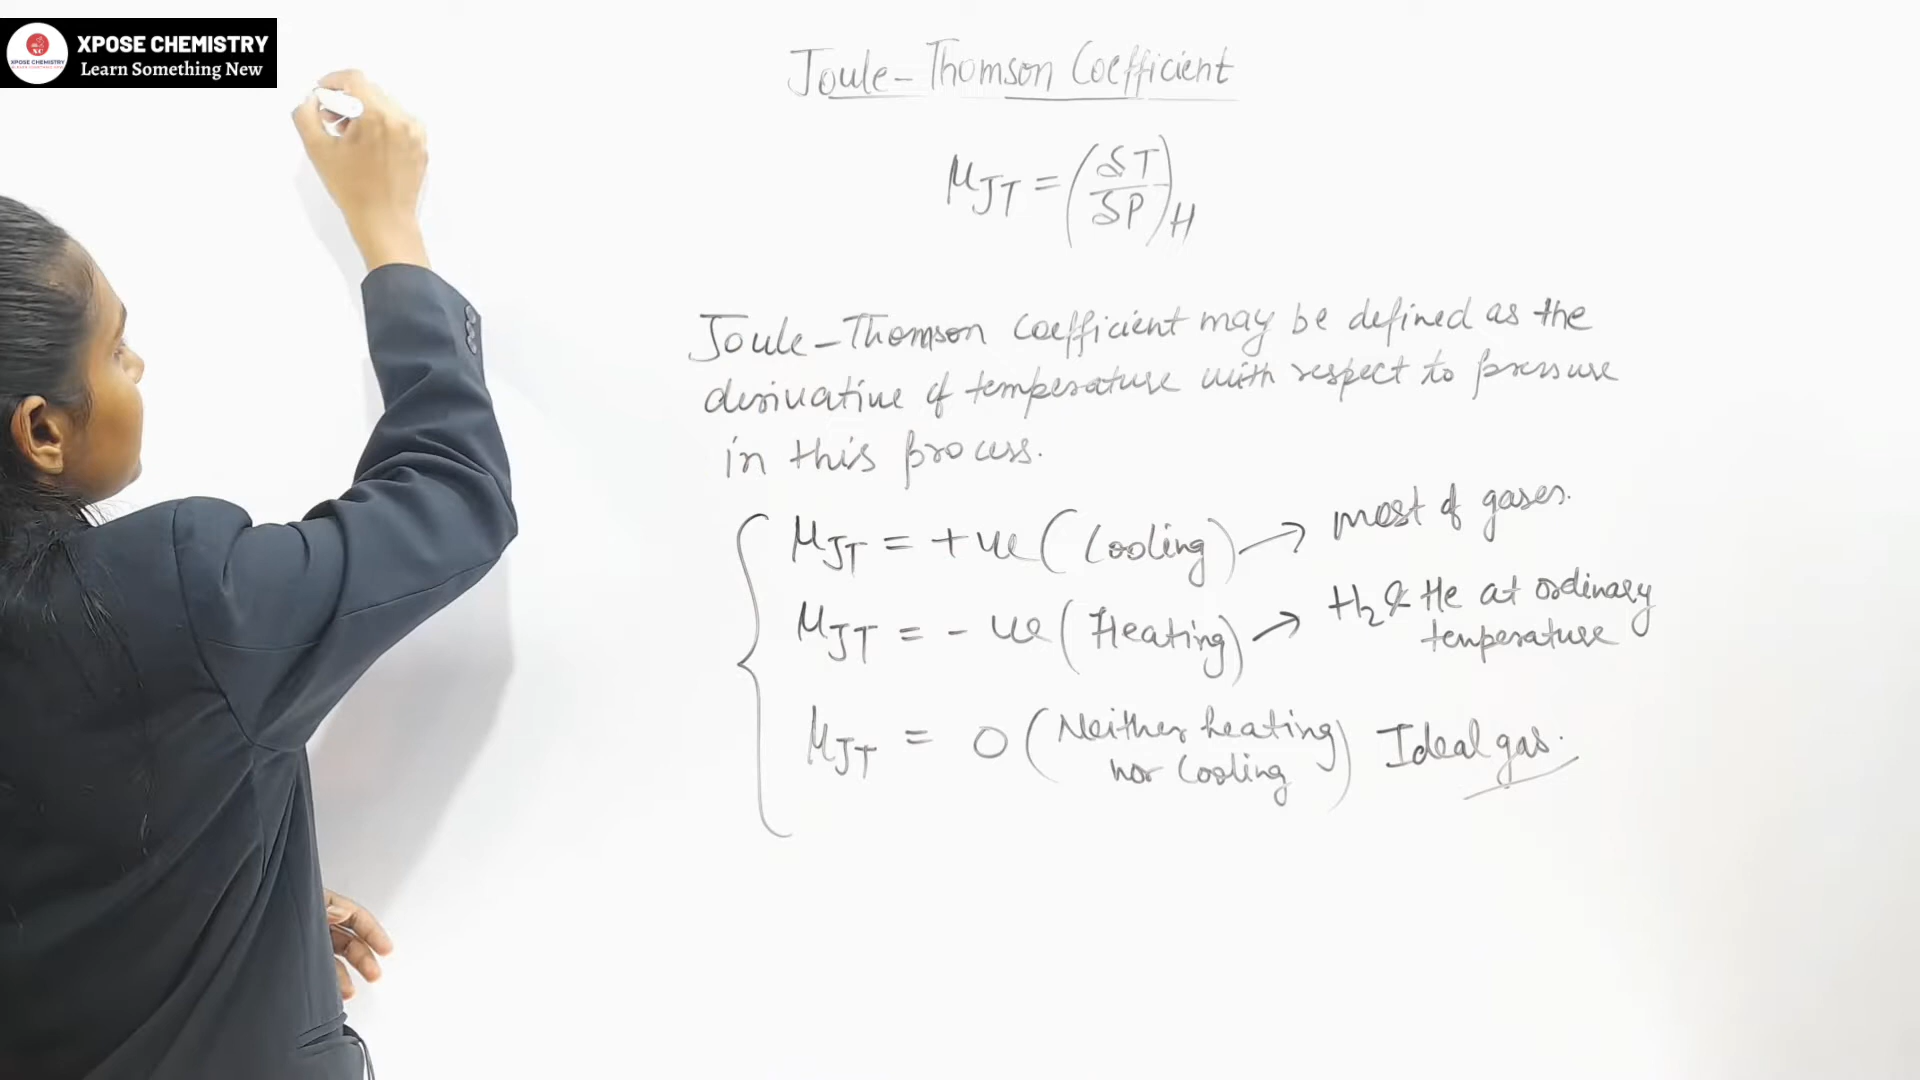 XPOSE CHEMISTRY
Learn Something New
Joule-Thomson Coefficient
μJT = (δT/δP)H
Joule-Thomson Coefficient may be defined as the
derivative of temperature with respect to pressure
in this process.
μJT = +ve (Cooling) → most of gases.
μJT = -ve (Heating) → H2 & He at ordinary
temperature
μJT = 0 (Neither heating
nor Cooling) Ideal gas.